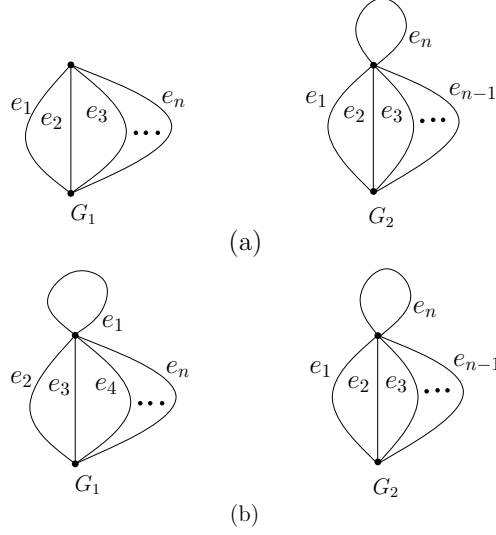 e_n
e_1 e_2 e_3 ••• e_n
e_1 e_2 e_3 ••• e_{n−1}
G_1
G_2
(a)
e_1
e_n
e_2 e_3 e_4 ••• e_n
e_1 e_2 e_3 ••• e_{n−1}
G_1
G_2
(b)